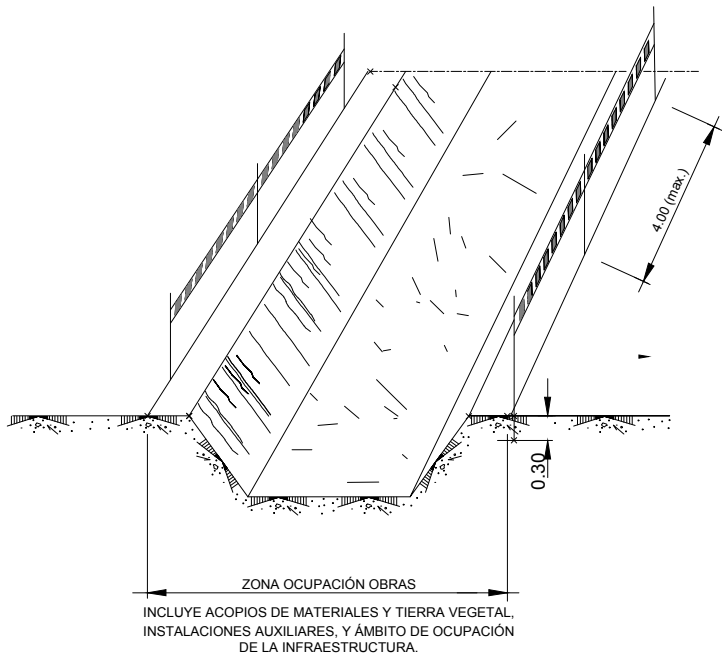 4.00 (max.)
0.30
ZONA OCUPACIÓN OBRAS
INCLUYE ACOPIOS DE MATERIALES Y TIERRA VEGETAL,
INSTALACIONES AUXILIARES, Y ÁMBITO DE OCUPACIÓN
DE LA INFRAESTRUCTURA.